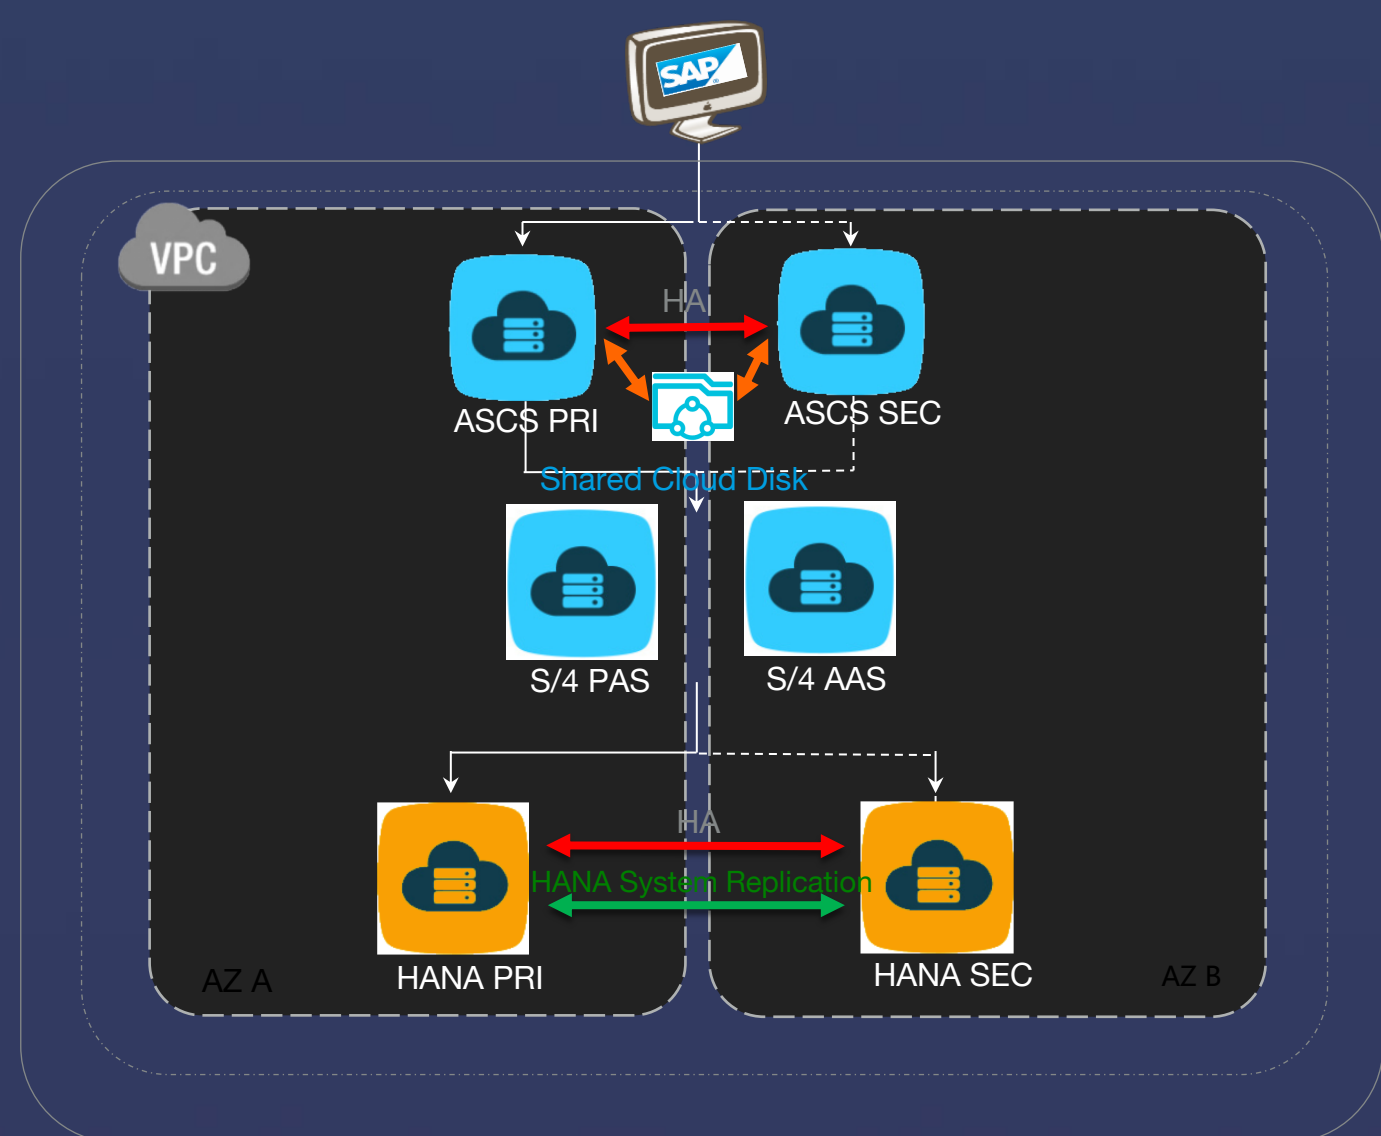 SAP
VPC
HA
ASCS PRI
ASCS SEC
Shared Cloud Disk
S/4 PAS
S/4 AAS
HA
HANA System Replication
HANA PRI
HANA SEC
AZ A
AZ B